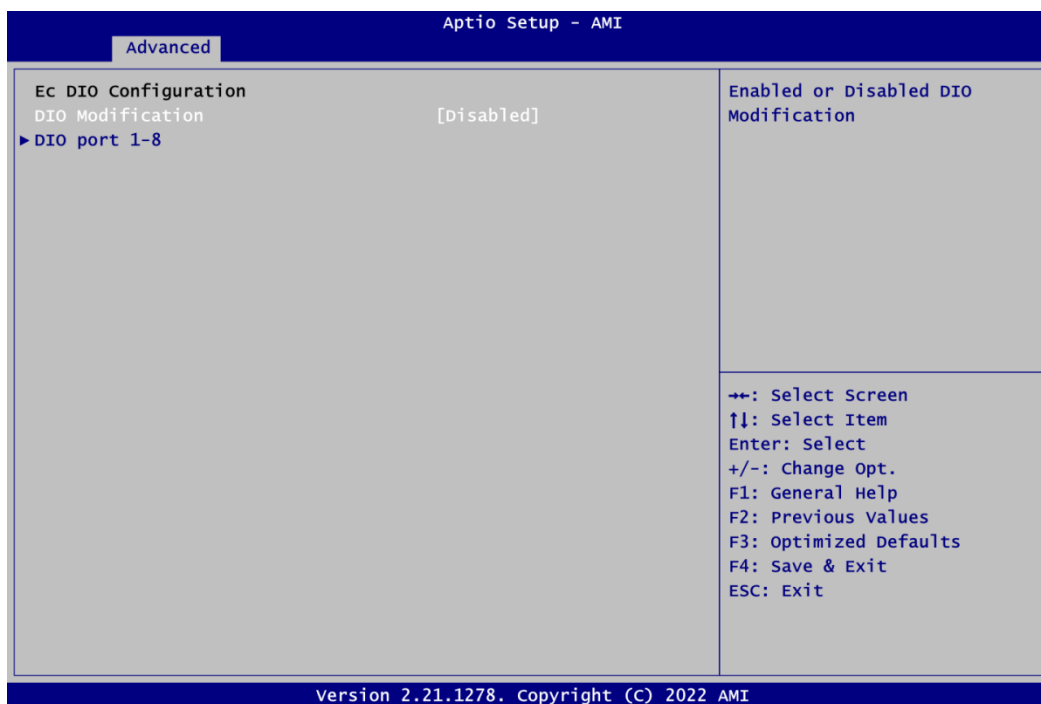 Aptio Setup - AMI
Advanced
Ec DIO Configuration
DIO Modification [Disabled]
►DIO port 1-8
Enabled or Disabled DIO
Modification
→←: Select Screen
↑↓: Select Item
Enter: Select
+/-: Change Opt.
F1: General Help
F2: Previous Values
F3: Optimized Defaults
F4: Save & Exit
ESC: Exit
Version 2.21.1278. Copyright (C) 2022 AMI